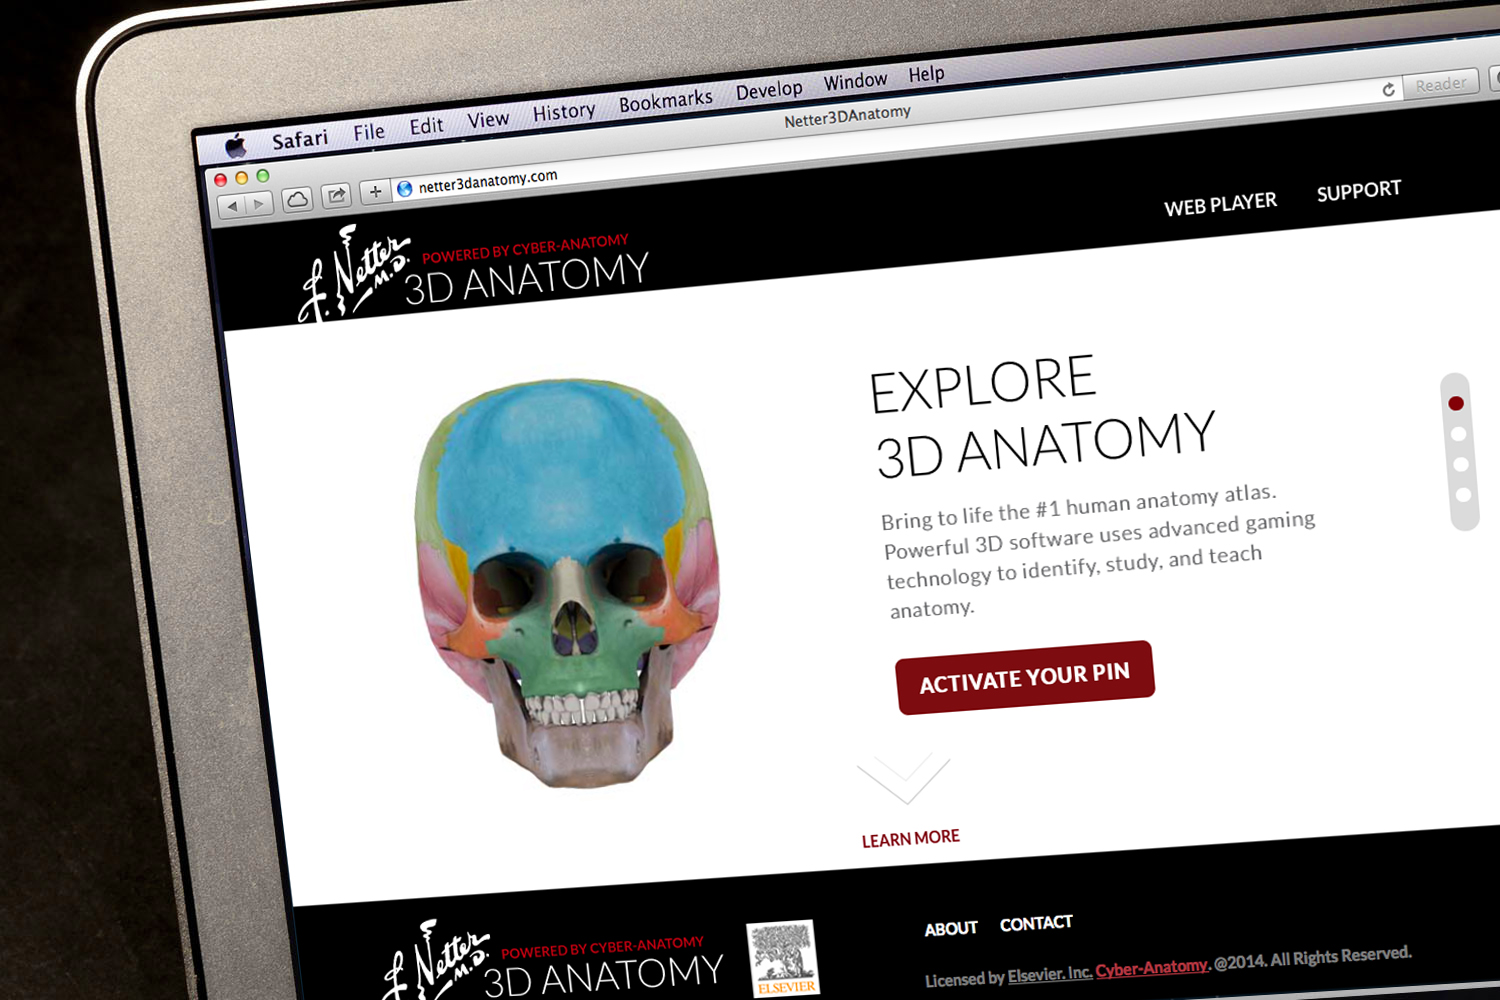 Safari File Edit View History Bookmarks Develop Window Help
Netter3DAnatomy
netter3danatomy.com
Reader
F. Netter M.D.
POWERED BY CYBER-ANATOMY
3D ANATOMY
WEB PLAYER SUPPORT
EXPLORE
3D ANATOMY
Bring to life the #1 human anatomy atlas.
Powerful 3D software uses advanced gaming
technology to identify, study, and teach
anatomy.
ACTIVATE YOUR PIN
LEARN MORE
F. Netter M.D.
POWERED BY CYBER-ANATOMY
3D ANATOMY
ELSEVIER
ABOUT CONTACT
Licensed by Elsevier. Inc. Cyber-Anatomy. @2014. All Rights Reserved.